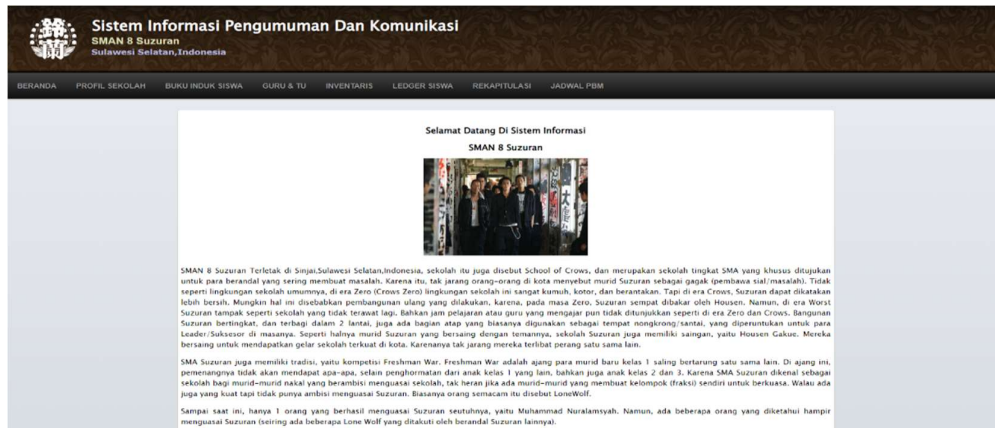 Sistem Informasi Pengumuman Dan Komunikasi
SMAN 8 Suzuran
Sulawesi Selatan,Indonesia
BERANDA PROFIL SEKOLAH BUKU INDUK SISWA GURU & TU INVENTARIS LEDGER SISWA REKAPITULASI JADWAL PBM
Selamat Datang Di Sistem Informasi
SMAN 8 Suzuran
SMAN 8 Suzuran Terletak di Sinjai,Sulawesi Selatan,Indonesia, sekolah itu juga disebut School of Crows, dan merupakan sekolah tingkat SMA yang khusus ditujukan
untuk para berandal yang sering membuat masalah. Karena itu, tak jarang orang-orang di kota menyebut murid Suzuran sebagai gagak (pembawa sial/masalah). Tidak
seperti lingkungan sekolah umumnya, di era Zero (Crows Zero) lingkungan sekolah ini sangat kumuh, kotor, dan berantakan. Tapi di era Crows, Suzuran dapat dikatakan
lebih bersih. Mungkin hal ini disebabkan pembangunan ulang yang dilakukan, karena, pada masa Zero, Suzuran sempat dibakar oleh Housen. Namun, di era Worst
Suzuran tampak seperti sekolah yang tidak terawat lagi. Bahkan jam pelajaran atau guru yang mengajar pun tidak ditunjukkan seperti di era Zero dan Crows. Bangunan
Suzuran bertingkat, dan terbagi dalam 2 lantai, juga ada bagian atap yang biasanya digunakan sebagai tempat nongkrong/santai, yang diperuntukan untuk para
Leader/Suksesor di masanya. Seperti halnya murid Suzuran yang bersaing dengan temannya, sekolah Suzuran juga memiliki saingan, yaitu Housen Gakue. Mereka
bersaing untuk mendapatkan gelar sekolah terkuat di kota. Karenanya tak jarang mereka terlibat perang satu sama lain.
SMA Suzuran juga memiliki tradisi, yaitu kompetisi Freshman War. Freshman War adalah ajang para murid baru kelas 1 saling bertarung satu sama lain. Di ajang ini,
pemenangnya tidak akan mendapat apa-apa, selain penghormatan dari anak kelas 1 yang lain, bahkan juga anak kelas 2 dan 3. Karena SMA Suzuran dikenal sebagai
sekolah bagi murid-murid nakal yang berambisi menguasai sekolah, tak heran jika ada murid-murid yang membuat kelompok (fraksi) sendiri untuk berkuasa. Walau ada
juga yang kuat tapi tidak punya ambisi menguasai Suzuran. Biasanya orang semacam itu disebut LoneWolf.
Sampai saat ini, hanya 1 orang yang berhasil menguasai Suzuran seutuhnya, yaitu Muhammad Nuralamsyah. Namun, ada beberapa orang yang diketahui hampir
menguasai Suzuran (seiring ada beberapa Lone Wolf yang ditakuti oleh berandal Suzuran lainnya).